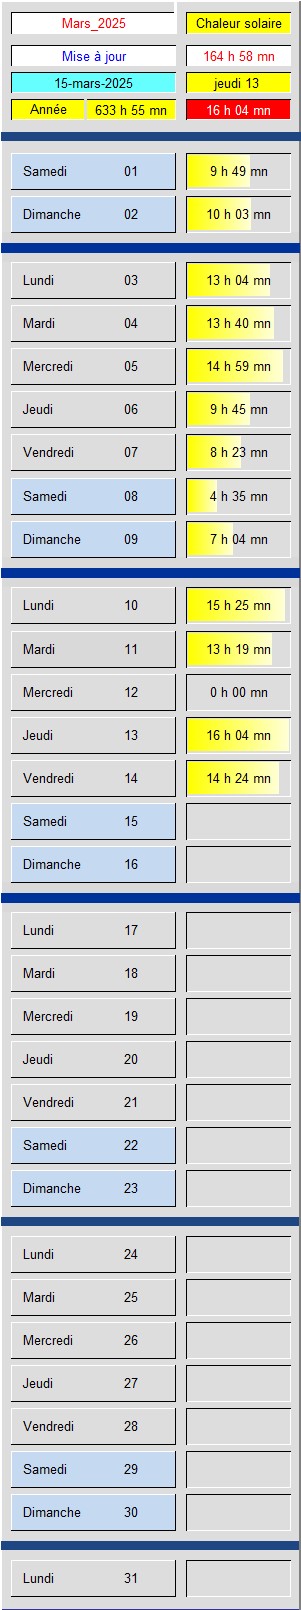 Mars_2025 Chaleur solaire
Mise à jour 164 h 58 mn
15-mars-2025 jeudi 13
Année 633 h 55 mn 16 h 04 mn
Samedi 01 9 h 49 mn
Dimanche 02 10 h 03 mn
Lundi 03 13 h 04 mn
Mardi 04 13 h 40 mn
Mercredi 05 14 h 59 mn
Jeudi 06 9 h 45 mn
Vendredi 07 8 h 23 mn
Samedi 08 4 h 35 mn
Dimanche 09 7 h 04 mn
Lundi 10 15 h 25 mn
Mardi 11 13 h 19 mn
Mercredi 12 0 h 00 mn
Jeudi 13 16 h 04 mn
Vendredi 14 14 h 24 mn
Samedi 15
Dimanche 16
Lundi 17
Mardi 18
Mercredi 19
Jeudi 20
Vendredi 21
Samedi 22
Dimanche 23
Lundi 24
Mardi 25
Mercredi 26
Jeudi 27
Vendredi 28
Samedi 29
Dimanche 30
Lundi 31